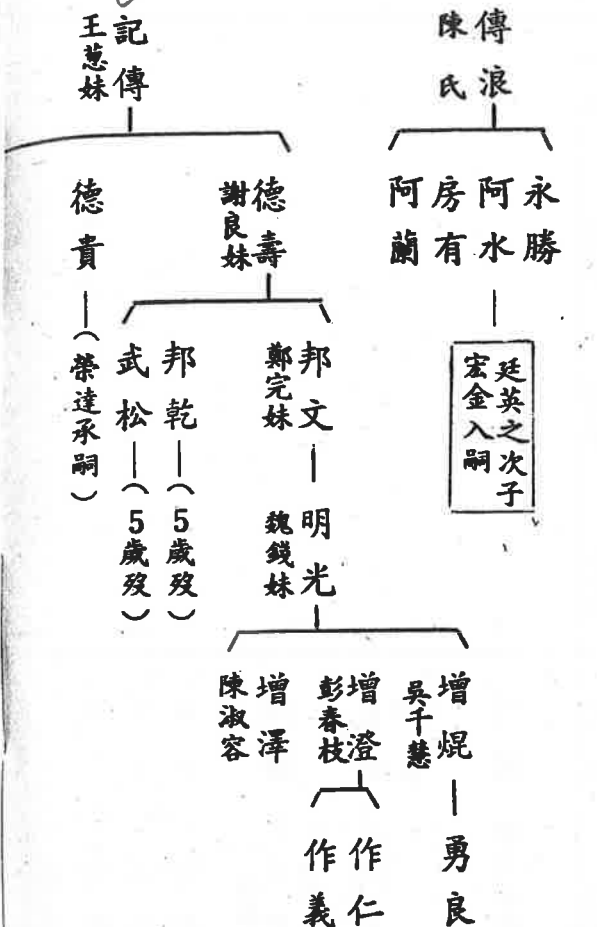 傳浪
陳氏
永勝
阿水
房有
阿蘭
廷英之次子
宏金入嗣
記傳
王葱妹
德壽
謝良妹
德貴
（榮達承嗣）
邦文
鄭完妹
邦乾
（5歲歿）
武松
（5歲歿）
明光
魏錢妹
增焜
吳千慧
增澄
彭春枝
增澤
陳淑容
勇良
作仁
作義